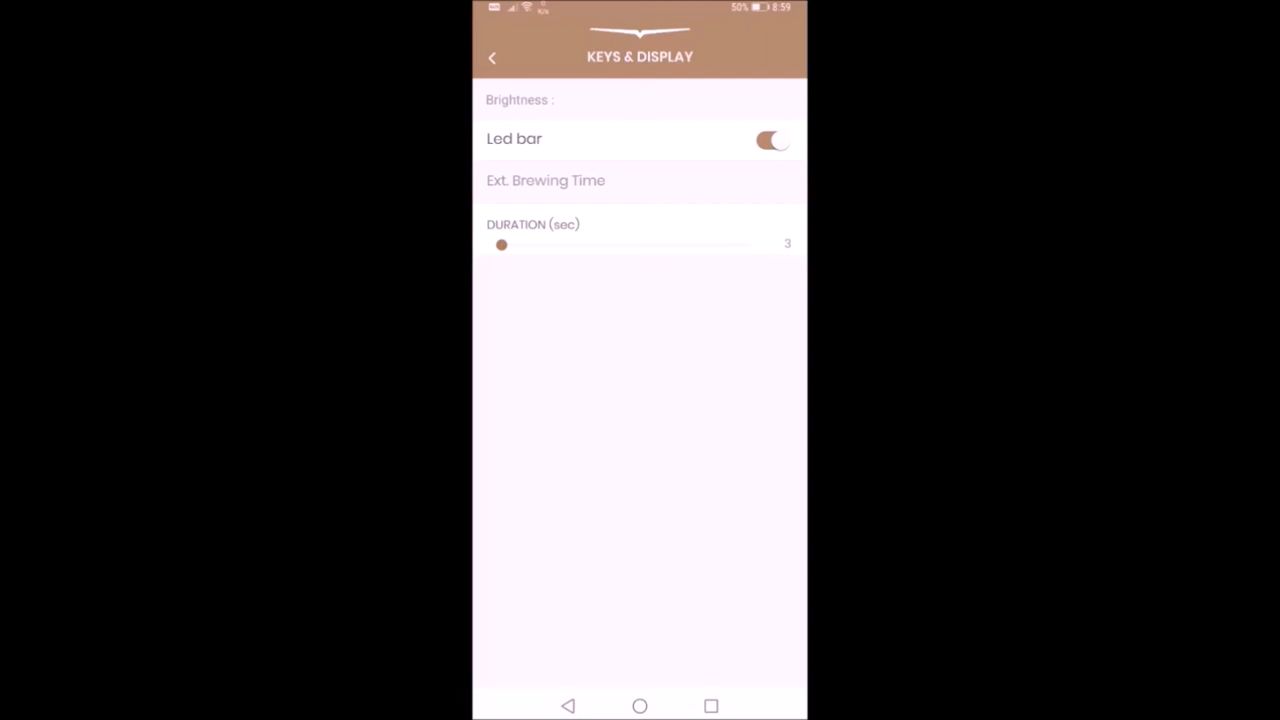 50% 8:59
KEYS & DISPLAY
Brightness :
Led bar
Ext. Brewing Time
DURATION (sec)
3